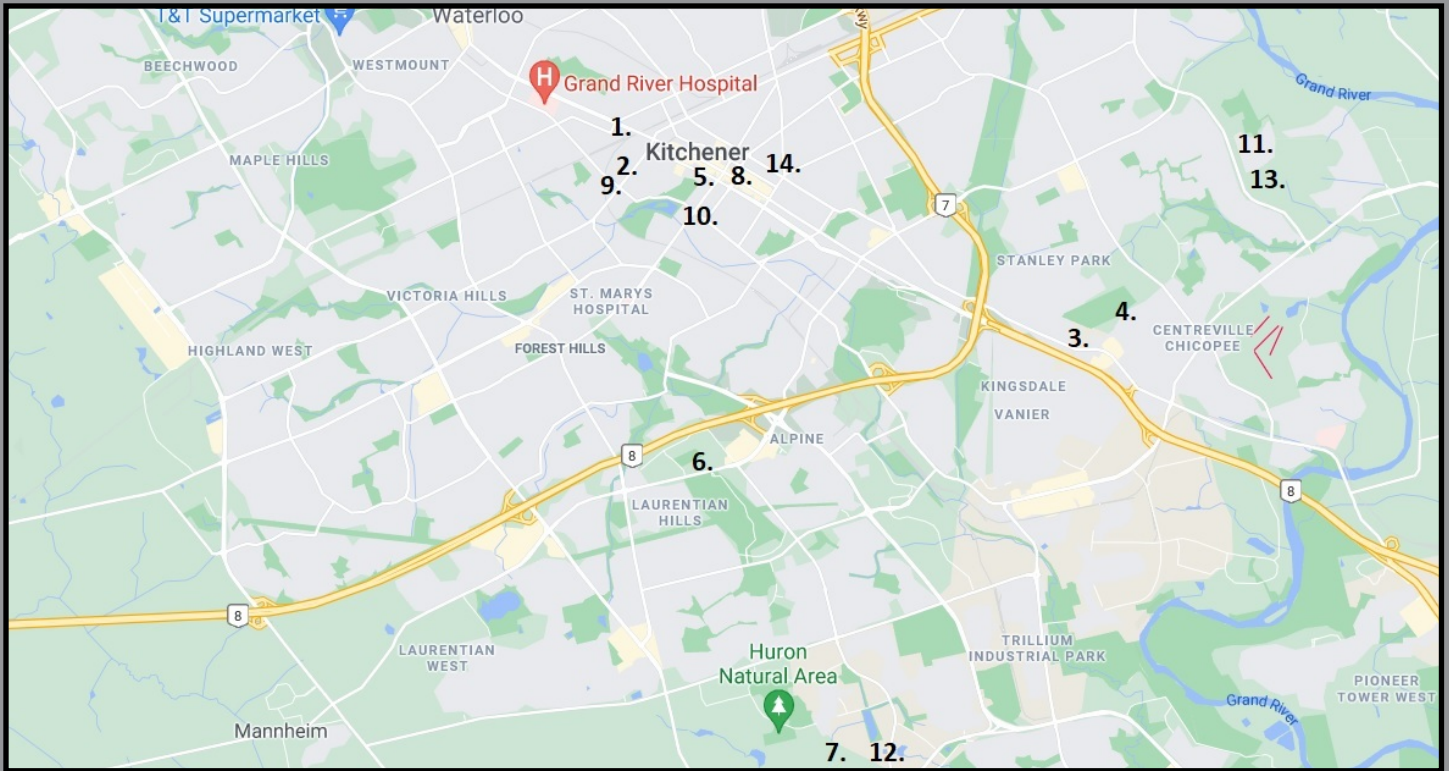 T&T Supermarket
Waterloo
wy
BEECHWOOD
WESTMOUNT
H
Grand River Hospital
Grand River
1.
Kitchener
2.
9.
5.
8.
14.
11.
13.
MAPLE HILLS
10.
7
STANLEY PARK
VICTORIA HILLS
ST. MARYS
HOSPITAL
4.
3.
CENTREVILLE
CHICOPEE
HIGHLAND WEST
FOREST HILLS
KINGSDALE
VANIER
ALPINE
8
6.
8
LAURENTIAN
HILLS
8
LAURENTIAN
WEST
Huron
Natural Area
TRILLIUM
INDUSTRIAL PARK
PIONEER
TOWER WEST
Grand River
Mannheim
7.
12.